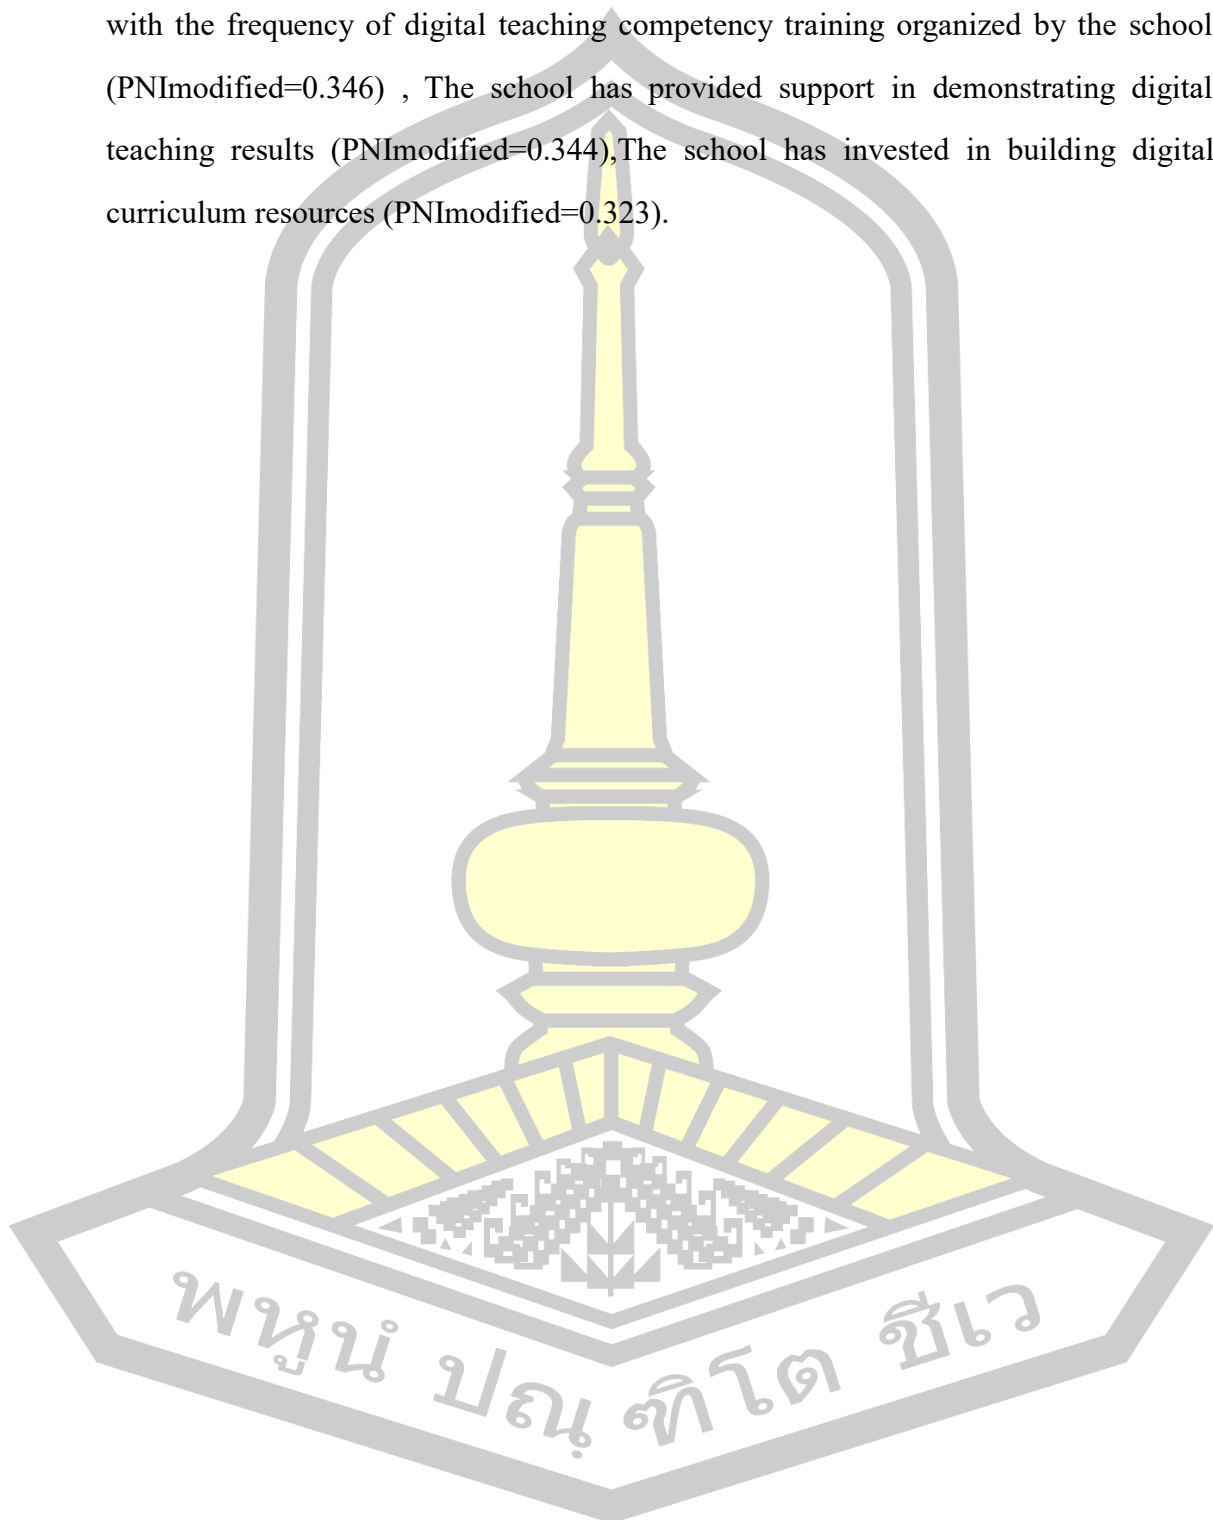 with the frequency of digital teaching competency training organized by the school
(PNImodified=0.346) , The school has provided support in demonstrating digital
teaching results (PNImodified=0.344),The school has invested in building digital
curriculum resources (PNImodified=0.323).
พหูนํ ปณฺ ฑิโต ชีเว